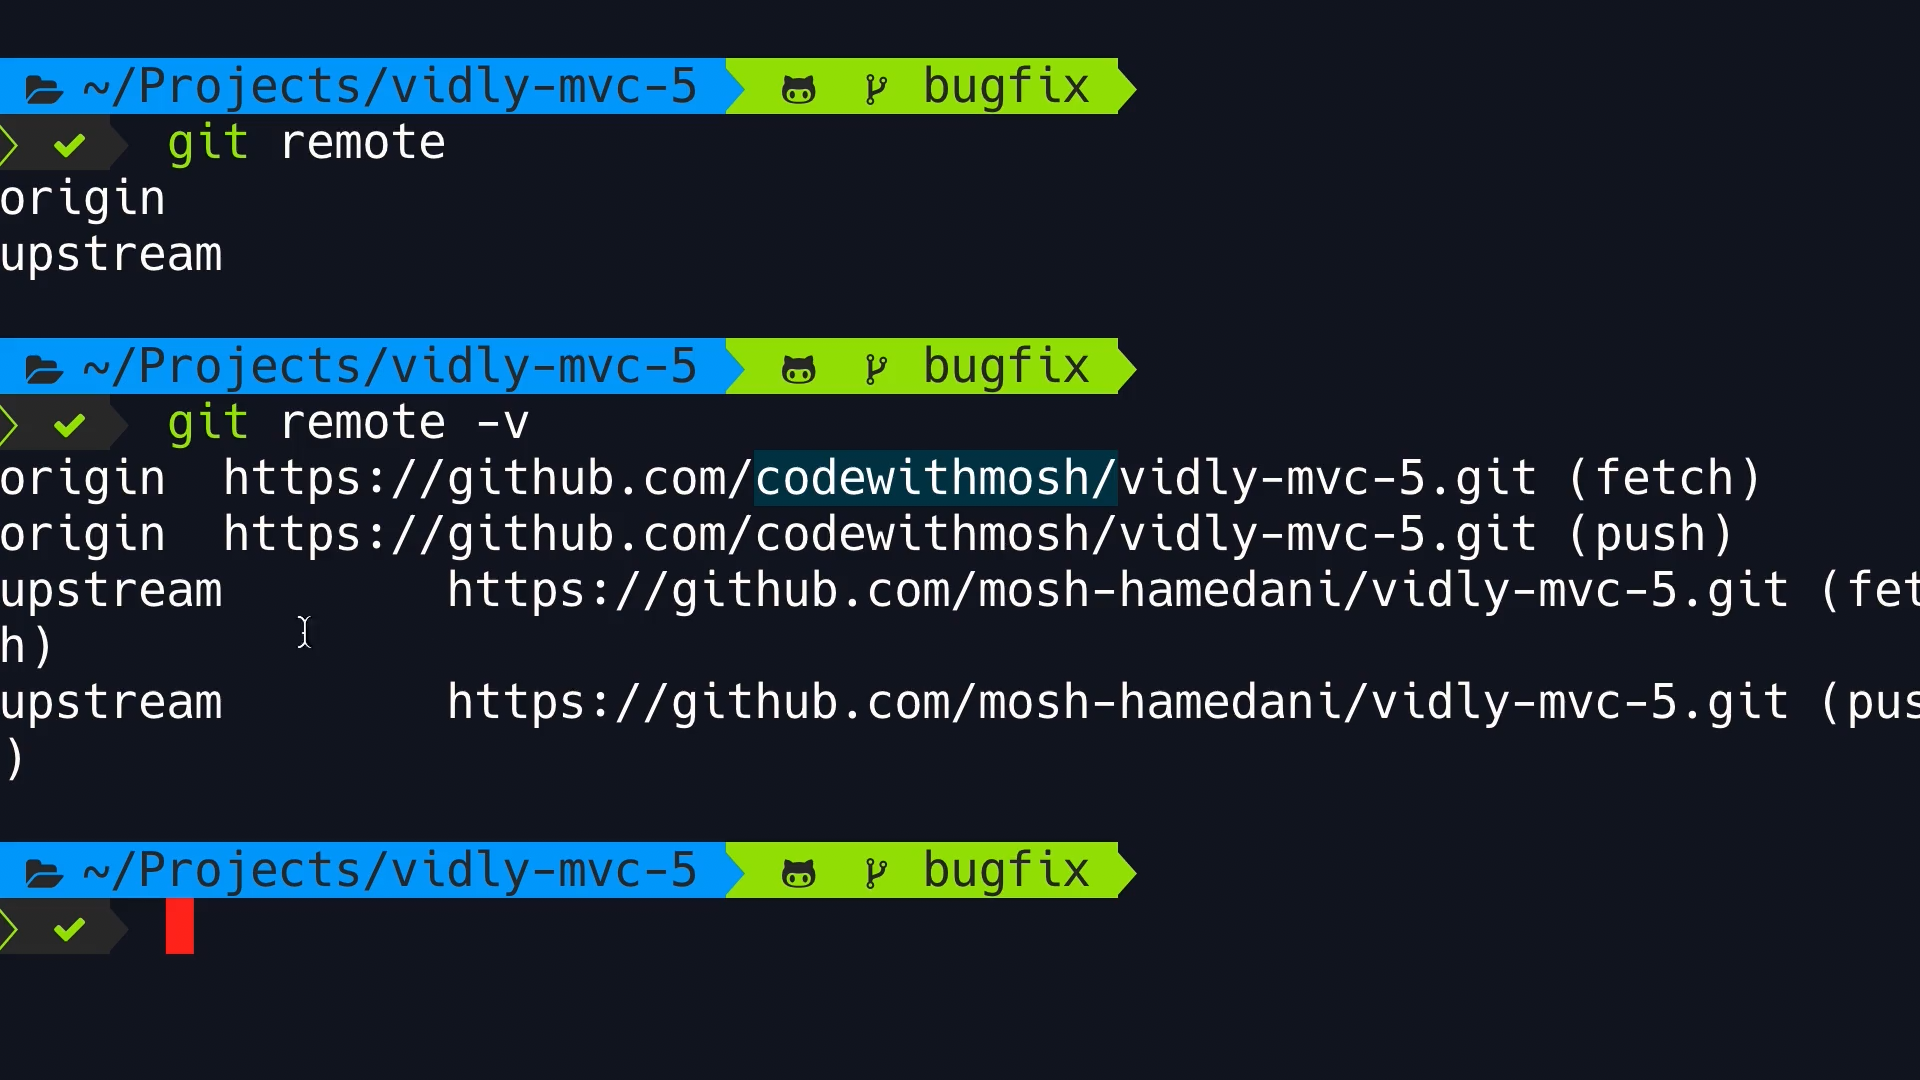 ~/Projects/vidly-mvc-5 bugfix
git remote
origin
upstream
~/Projects/vidly-mvc-5 bugfix
git remote -v
origin https://github.com/codewithmosh/vidly-mvc-5.git (fetch)
origin https://github.com/codewithmosh/vidly-mvc-5.git (push)
upstream https://github.com/mosh-hamedani/vidly-mvc-5.git (fet
h)
upstream https://github.com/mosh-hamedani/vidly-mvc-5.git (pus
)
~/Projects/vidly-mvc-5 bugfix